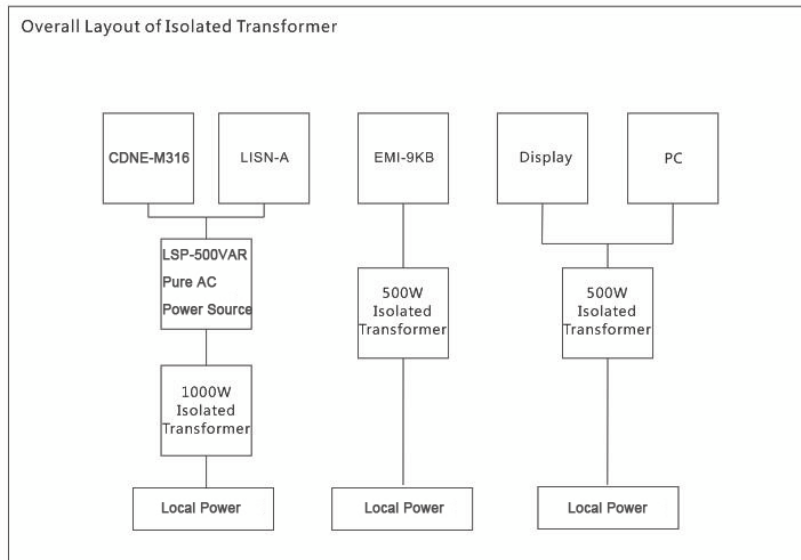 Overall Layout of Isolated Transformer
CDNE-M316
LISN-A
EMI-9KB
Display
PC
LSP-500VAR
Pure AC
Power Source
500W
Isolated
Transformer
500W
Isolated
Transformer
1000W
Isolated
Transformer
Local Power
Local Power
Local Power